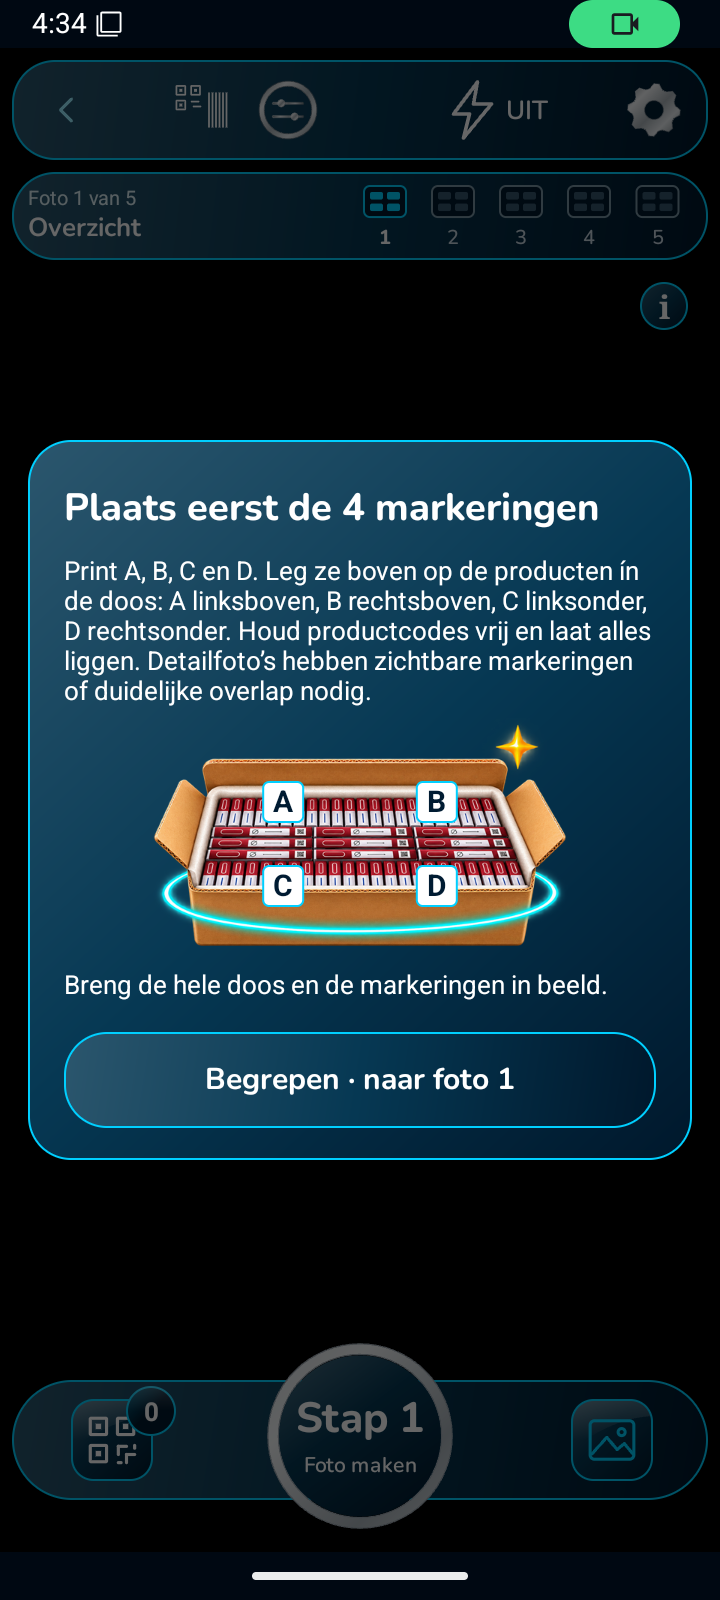 4:34
UIT
Foto 1 van 5
Overzicht
1 2 3 4 5
i
Plaats eerst de 4 markeringen
Print A, B, C en D. Leg ze boven op de producten ín
de doos: A linksboven, B rechtsboven, C linksonder,
D rechtsonder. Houd productcodes vrij en laat alles
liggen. Detailfoto’s hebben zichtbare markeringen
of duidelijke overlap nodig.
A B
C D
Breng de hele doos en de markeringen in beeld.
Begrepen · naar foto 1
0
Stap 1
Foto maken